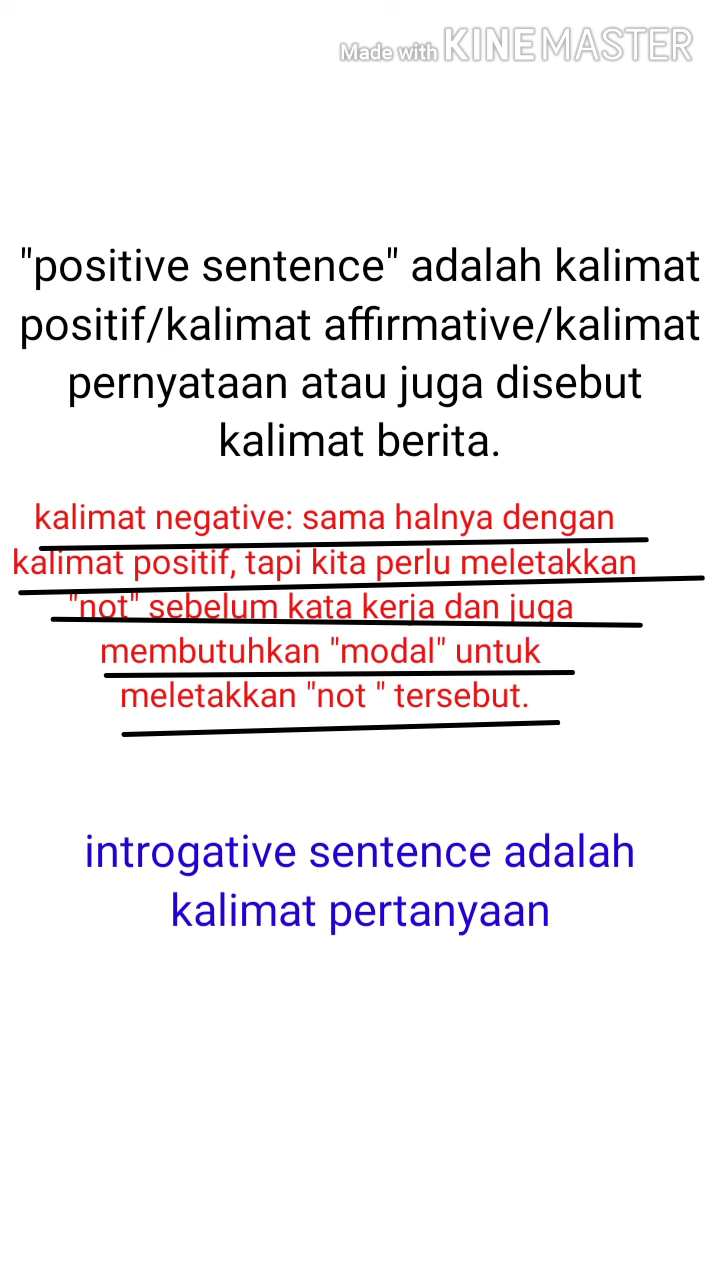 Made with KINEMASTER
"positive sentence" adalah kalimat
positif/kalimat affirmative/kalimat
pernyataan atau juga disebut
kalimat berita.
kalimat negative: sama halnya dengan
kalimat positif, tapi kita perlu meletakkan
"not" sebelum kata kerja dan juga
membutuhkan "modal" untuk
meletakkan "not " tersebut.
introgative sentence adalah
kalimat pertanyaan